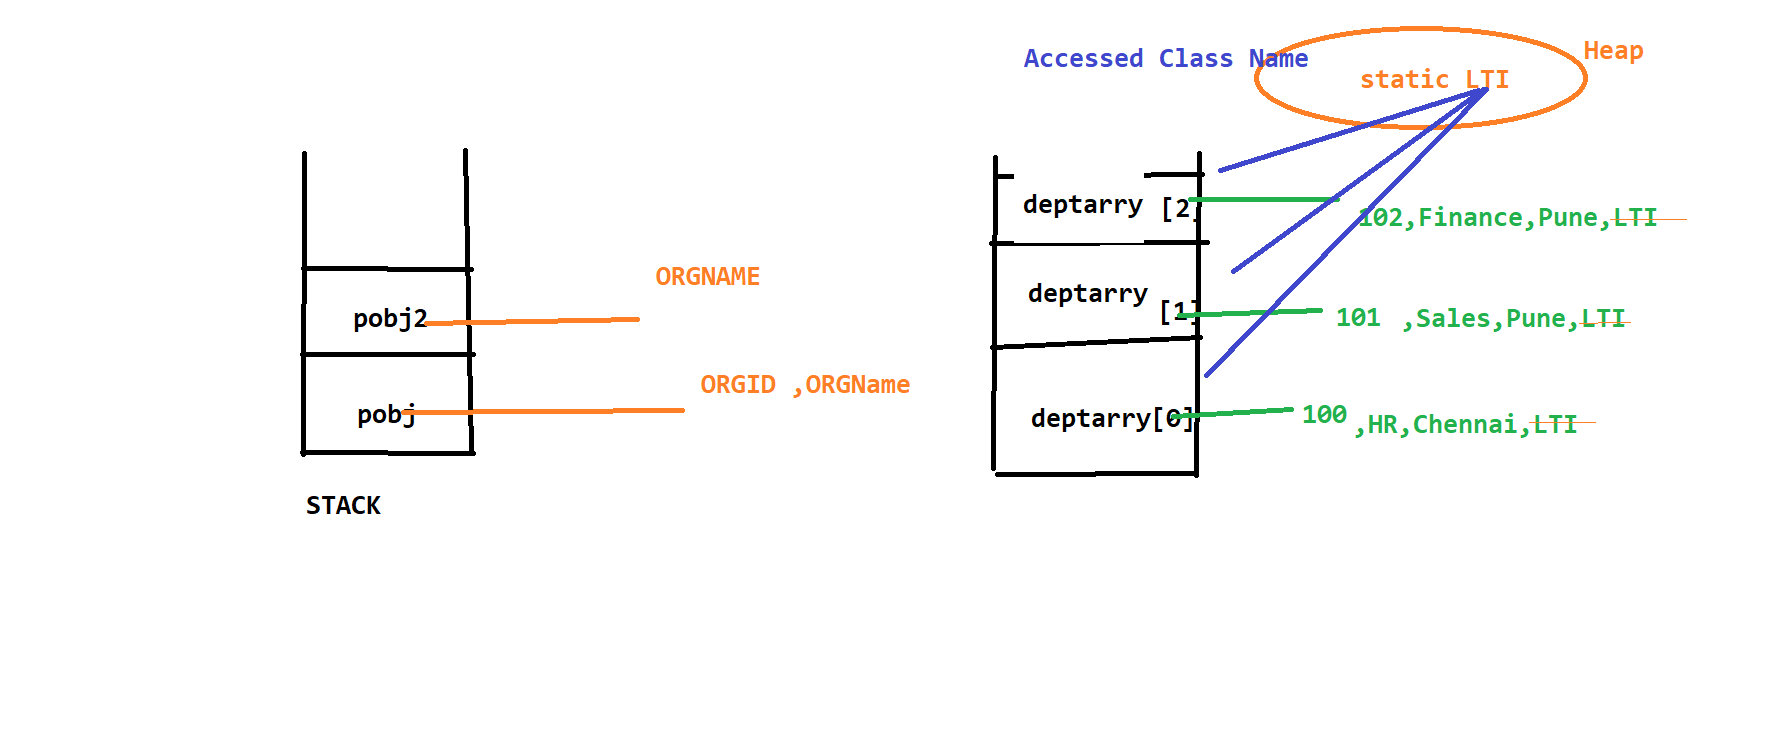 Accessed Class Name
Heap
static LTI
deptarry [2]
102,Finance,Pune,LTI
ORGNAME
deptarry
[1]
pobj2
101 ,Sales,Pune,LTI
ORGID ,ORGName
pobj
deptarry[0]
100 ,HR,Chennai,LTI
STACK